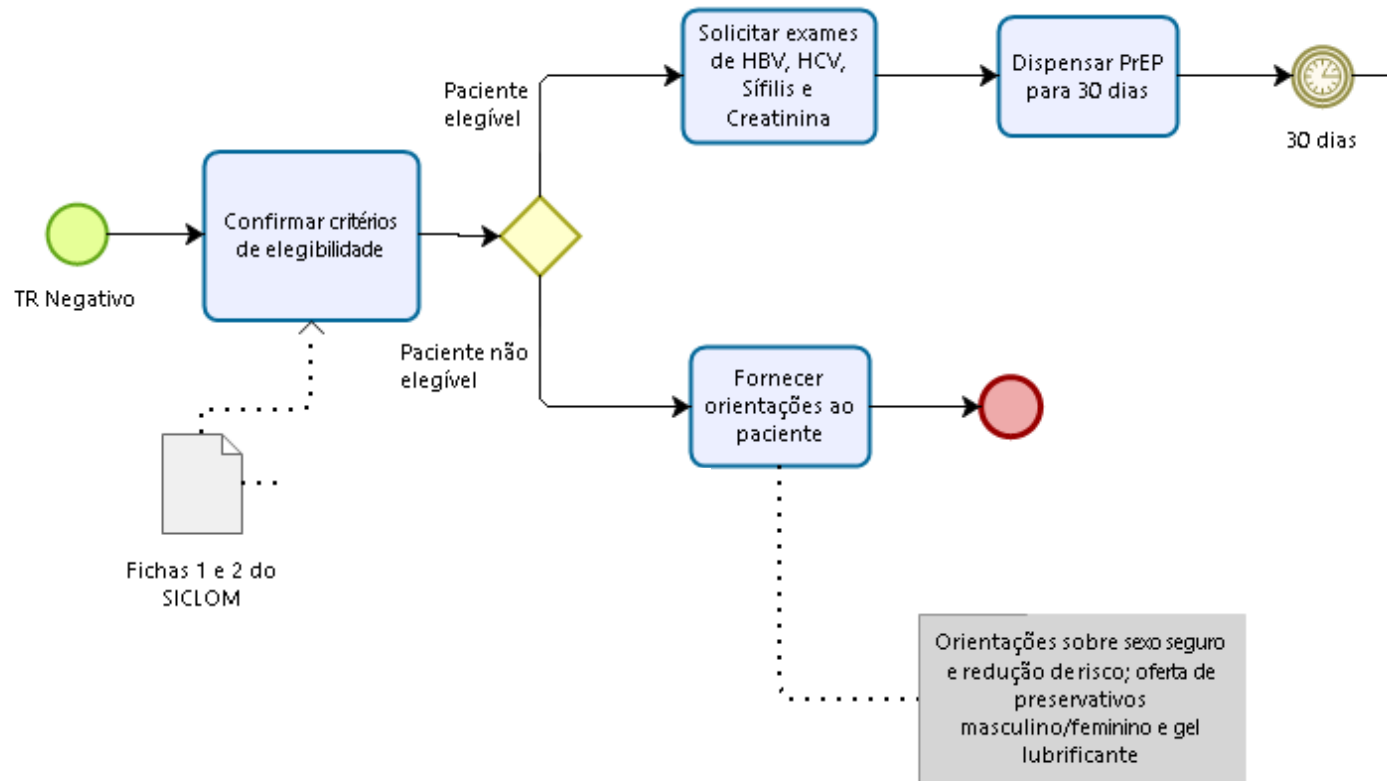 Solicitar exames
de HBV, HCV,
Sífilis e
Creatinina
Dispensar PrEP
para 30 dias
30 dias
Paciente
elegível
Confirmar critérios
de elegibilidade
TR Negativo
Paciente não
elegível
Fornecer
orientações ao
paciente
Fichas 1 e 2 do
SICLOM
Orientações sobre sexo seguro
e redução de risco; oferta de
preservativos
masculino/feminino e gel
lubrificante